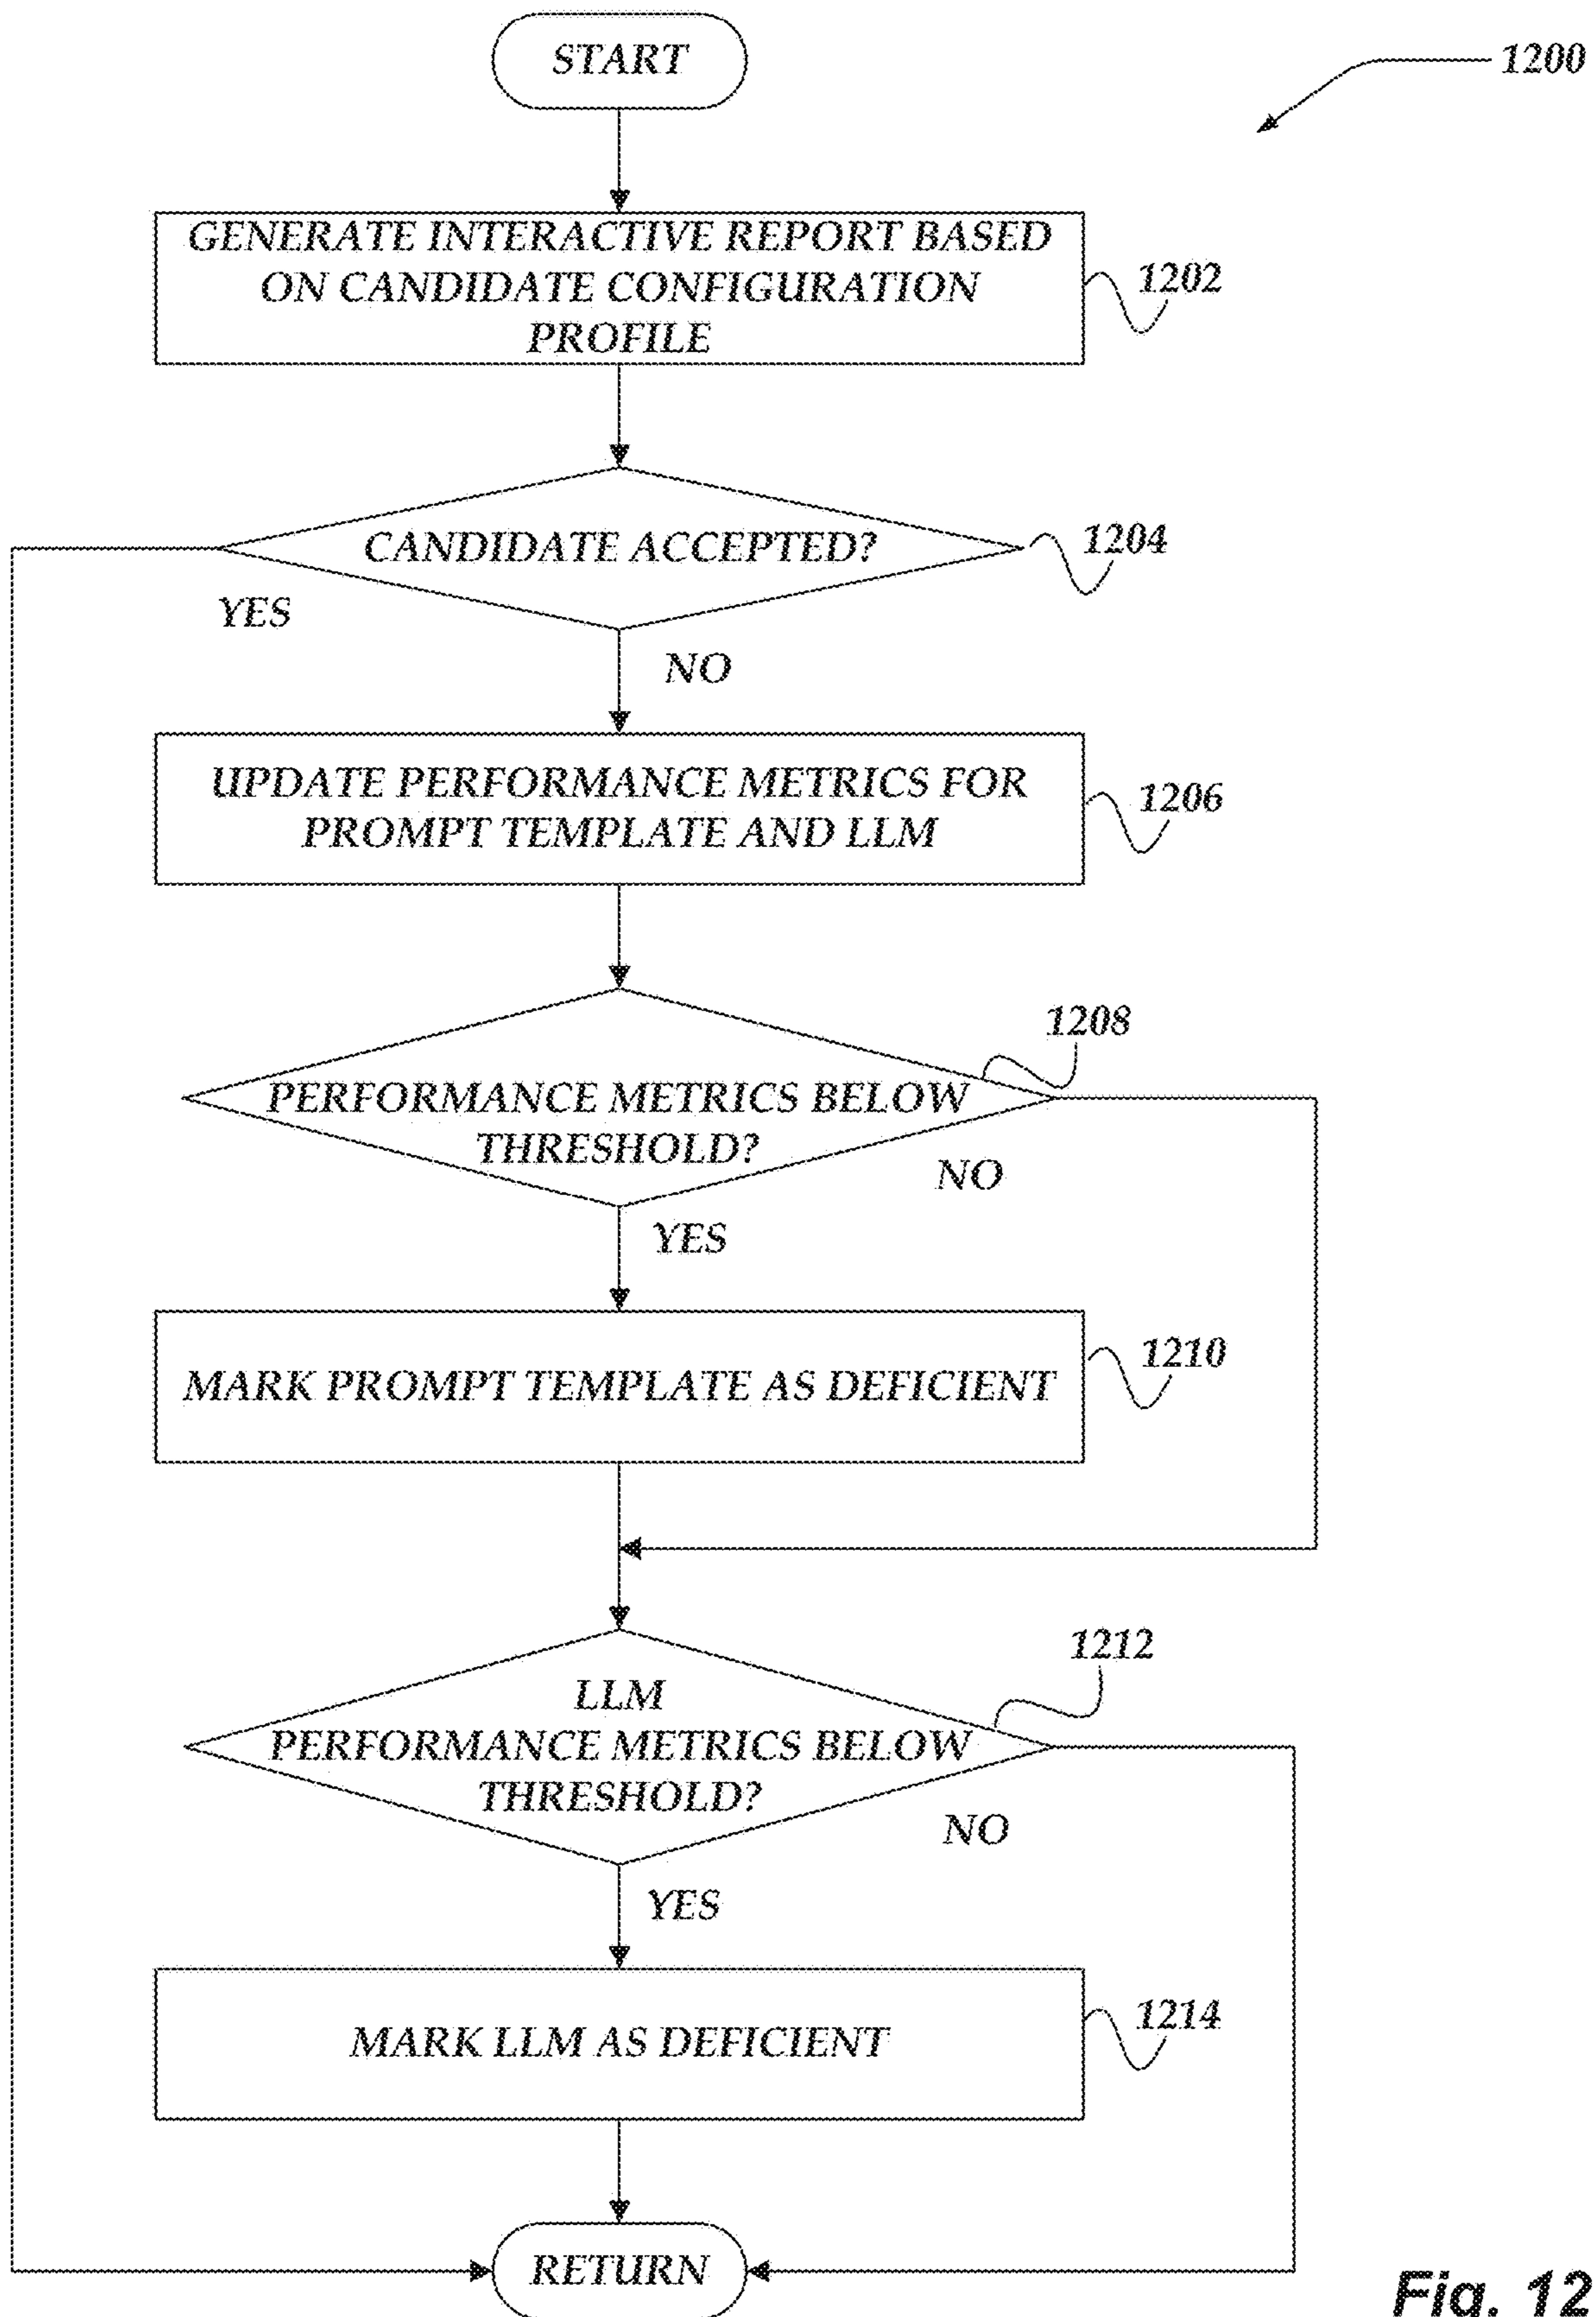 START
1200
GENERATE INTERACTIVE REPORT BASED
ON CANDIDATE CONFIGURATION
PROFILE
1202
CANDIDATE ACCEPTED?
1204
YES
NO
UPDATE PERFORMANCE METRICS FOR
PROMPT TEMPLATE AND LLM
1206
1208
PERFORMANCE METRICS BELOW
THRESHOLD?
NO
YES
MARK PROMPT TEMPLATE AS DEFICIENT
1210
1212
LLM
PERFORMANCE METRICS BELOW
THRESHOLD?
NO
YES
MARK LLM AS DEFICIENT
1214
RETURN
Fig. 12